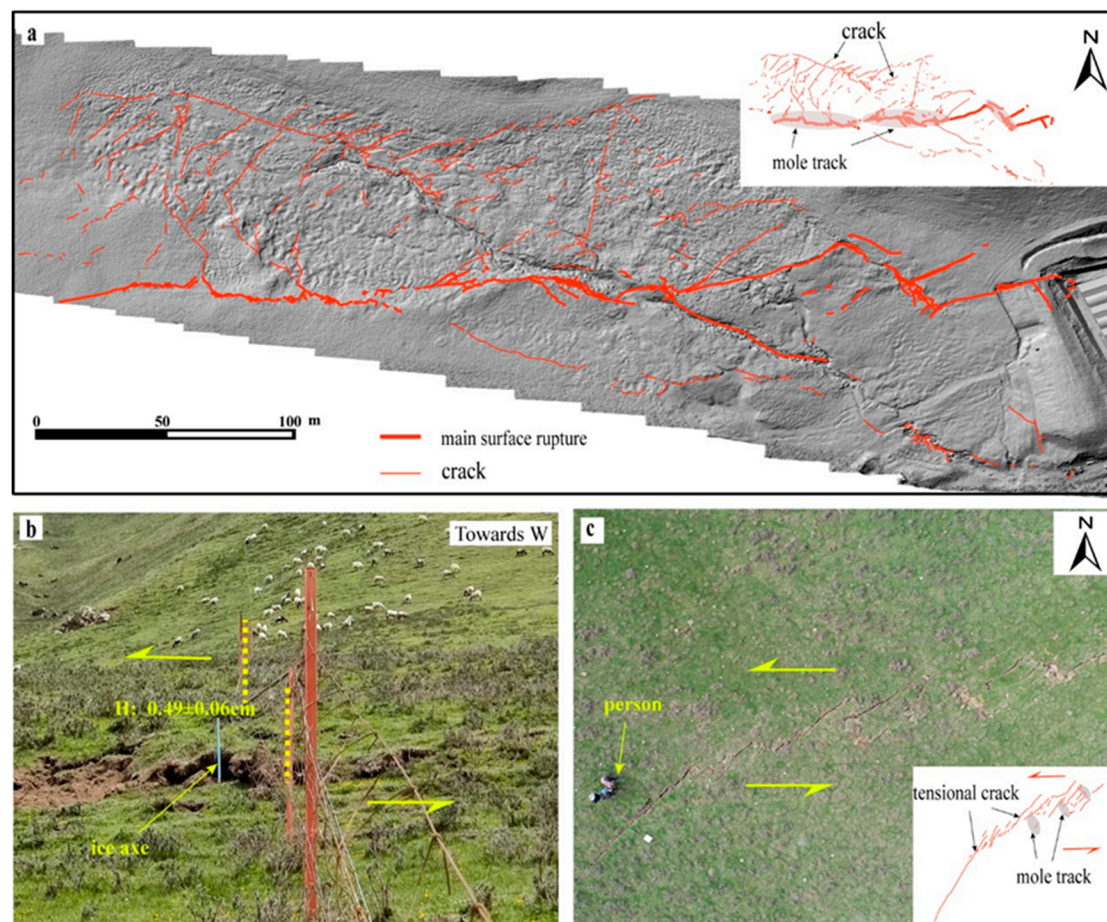 a
crack
N
mole track
0 50 100 m
main surface rupture
crack
b
Towards W
H: 0.49±0.06cm
ice axe
c
N
person
tensional crack
mole track